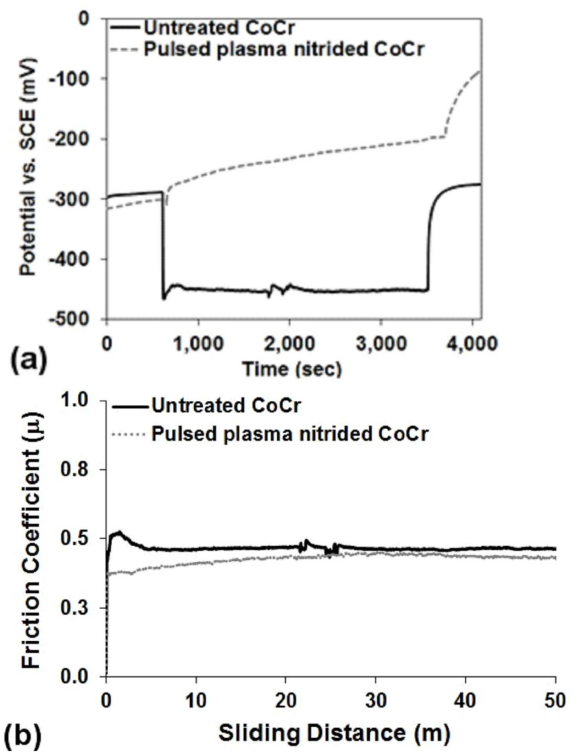 0
Untreated CoCr
Pulsed plasma nitrided CoCr
-100
-200
-300
-400
-500
Potential vs. SCE (mV)
0 1,000 2,000 3,000 4,000
Time (sec)
(a)
1.0
Untreated CoCr
Pulsed plasma nitrided CoCr
0.8
0.5
0.3
0.0
Friction Coefficient (μ)
0 10 20 30 40 50
Sliding Distance (m)
(b)